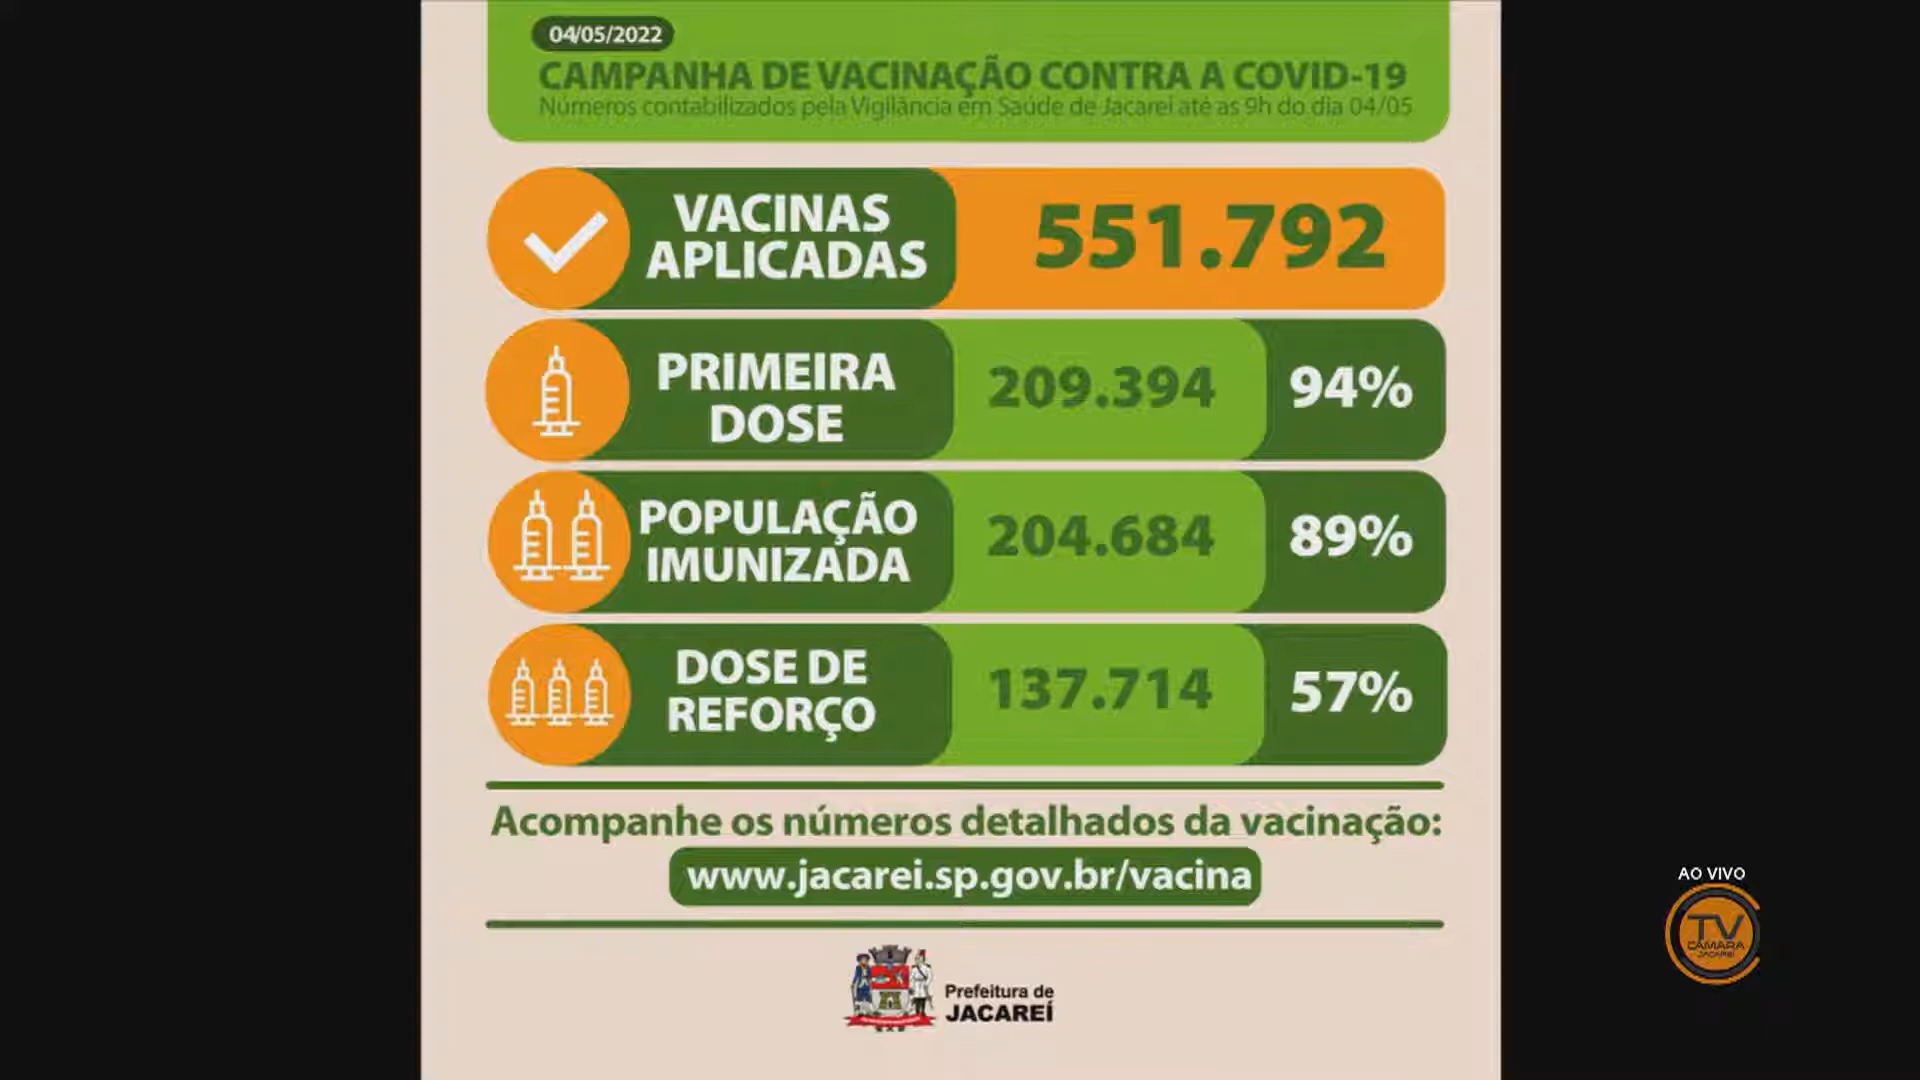 04/05/2022
CAMPANHA DE VACINAÇÃO CONTRA A COVID-19
Números contabilizados pela Vigilância em Saúde de Jacareí até as 9h do dia 04/05
VACINAS
APLICADAS
551.792
PRIMEIRA
DOSE
209.394
94%
POPULAÇÃO
IMUNIZADA
204.684
89%
DOSE DE
REFORÇO
137.714
57%
Acompanhe os números detalhados da vacinação:
www.jacarei.sp.gov.br/vacina
Prefeitura de
JACAREÍ
AO VIVO
TV
CÂMARA
JACAREÍ